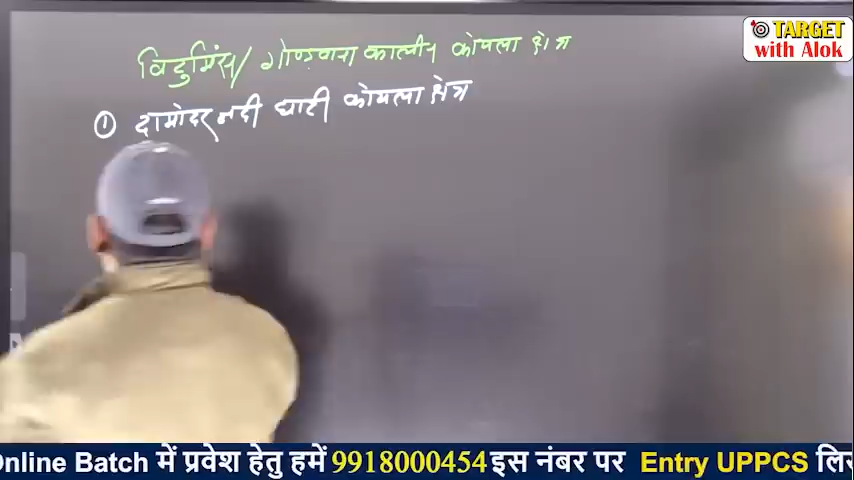 TARGET
with Alok
विटुमिंस/ गोण्डवाना कालीन कोयला क्षेत्र
① दामोदर नदी घाटी कोयला क्षेत्र
Online Batch में प्रवेश हेतु हमें 9918000454 इस नंबर पर Entry UPPCS